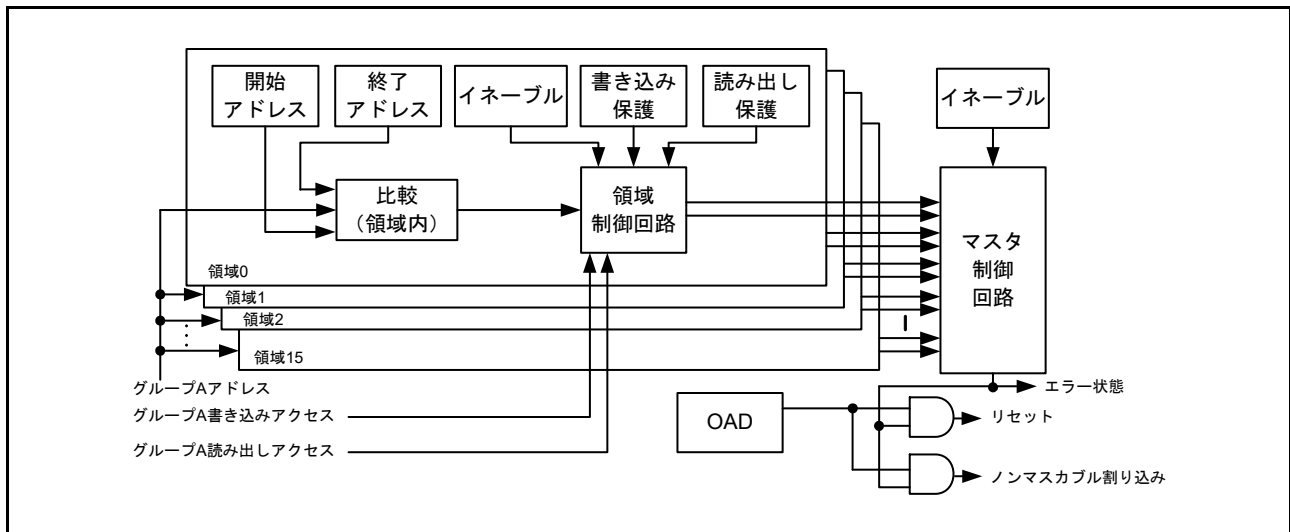 開始
アドレス
終了
アドレス
イネーブル
書き込み
保護
読み出し
保護
イネーブル
比較
（領域内）
領域
制御回路
マスタ
制御
回路
領域0
領域1
領域2
領域15
グループAアドレス
グループA書き込みアクセス
グループA読み出しアクセス
OAD
エラー状態
リセット
ノンマスカブル割り込み